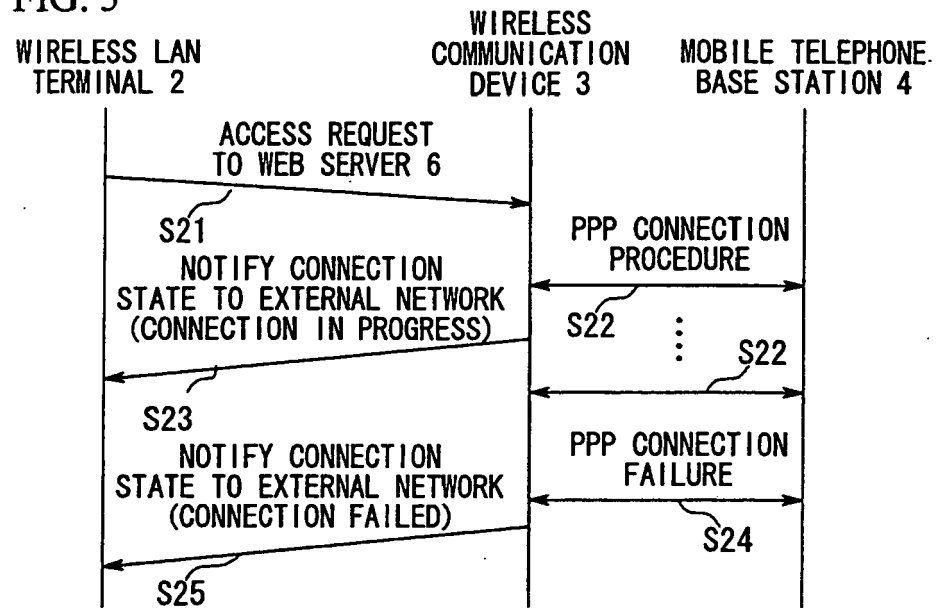 FIG. 5
WIRELESS LAN
TERMINAL 2
WIRELESS
COMMUNICATION
DEVICE 3
MOBILE TELEPHONE
BASE STATION 4
ACCESS REQUEST
TO WEB SERVER 6
S21
PPP CONNECTION
PROCEDURE
S22
NOTIFY CONNECTION
STATE TO EXTERNAL NETWORK
(CONNECTION IN PROGRESS)
S22
S23
PPP CONNECTION
FAILURE
NOTIFY CONNECTION
STATE TO EXTERNAL NETWORK
(CONNECTION FAILED)
S24
S25